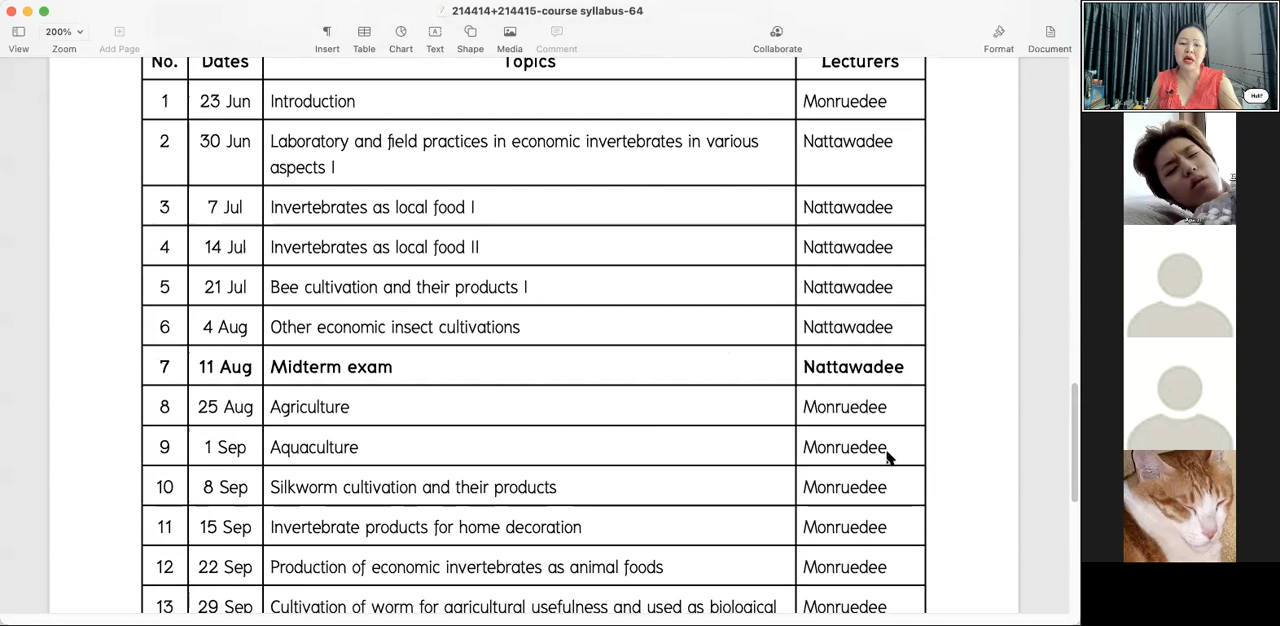 214414+214415-course syllabus-64
200%
View Zoom Add Page Insert Table Chart Text Shape Media Comment Collaborate Format Document
No. Dates Topics Lecturers
1 23 Jun Introduction Monruedee
2 30 Jun Laboratory and field practices in economic invertebrates in various Nattawadee
aspects I
3 7 Jul Invertebrates as local food I Nattawadee
4 14 Jul Invertebrates as local food II Nattawadee
5 21 Jul Bee cultivation and their products I Nattawadee
6 4 Aug Other economic insect cultivations Nattawadee
7 11 Aug Midterm exam Nattawadee
8 25 Aug Agriculture Monruedee
9 1 Sep Aquaculture Monruedee
10 8 Sep Silkworm cultivation and their products Monruedee
11 15 Sep Invertebrate products for home decoration Monruedee
12 22 Sep Production of economic invertebrates as animal foods Monruedee
13 29 Sep Cultivation of worm for agricultural usefulness and used as biological Monruedee